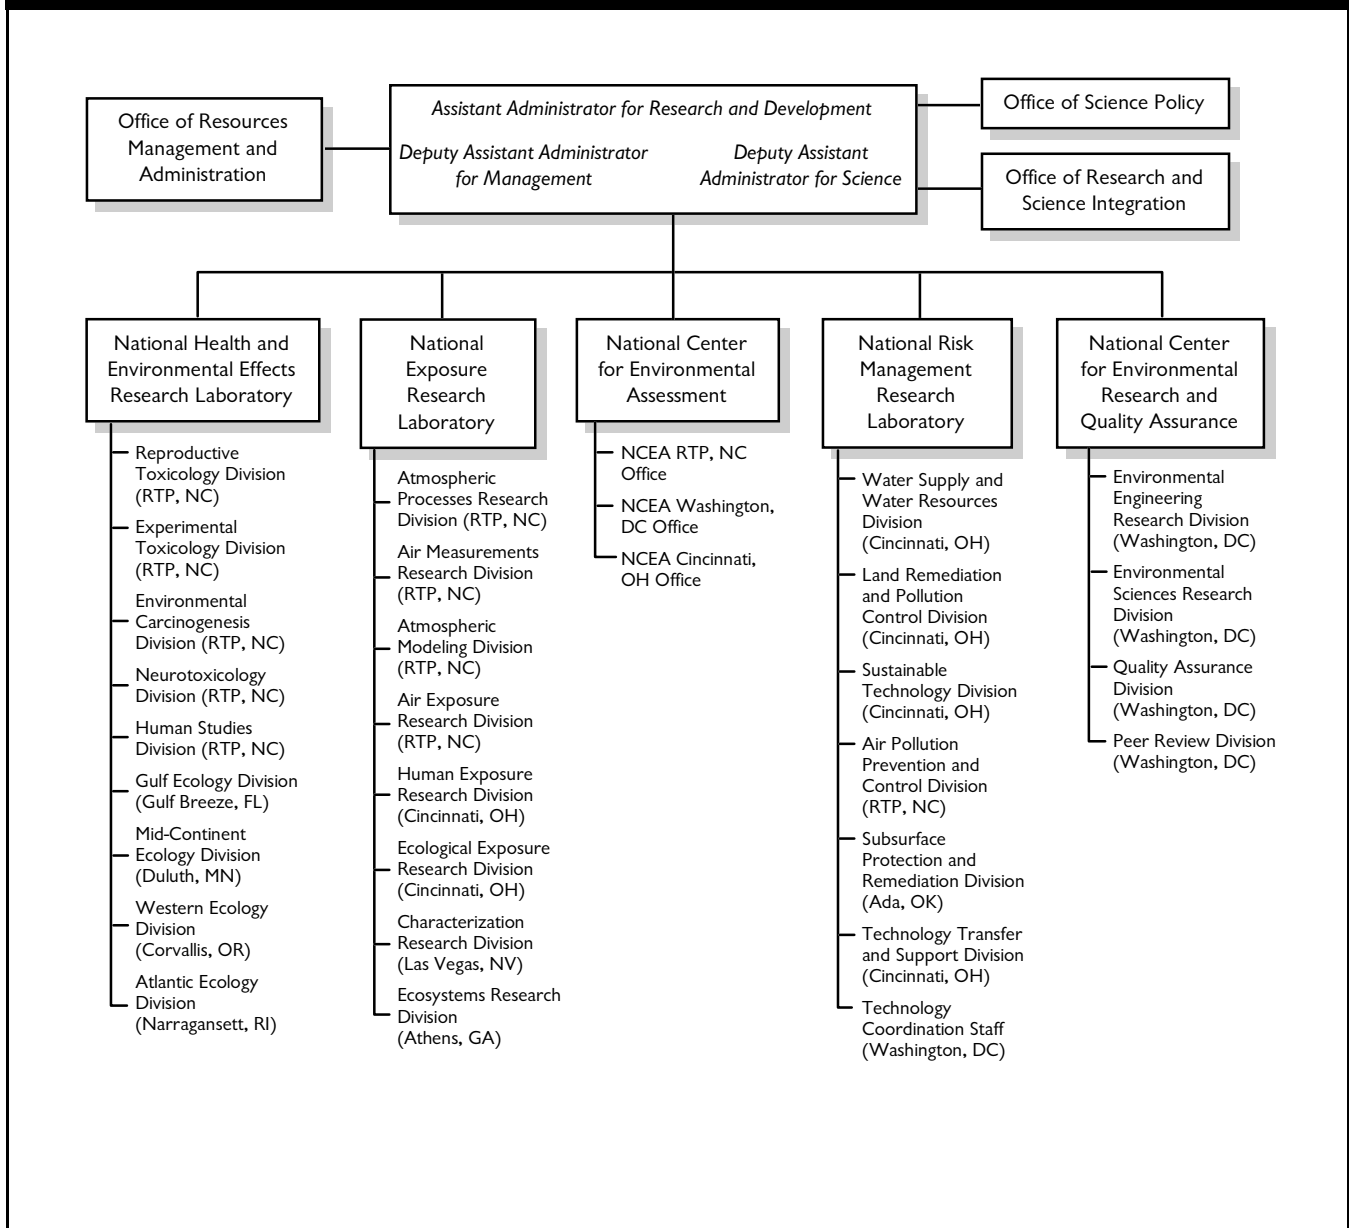 Office of Resources
Management and
Administration
Assistant Administrator for Research and Development
Deputy Assistant Administrator
for Management
Deputy Assistant
Administrator for Science
Office of Science Policy
Office of Research and
Science Integration
National Health and
Environmental Effects
Research Laboratory
Reproductive
Toxicology Division
(RTP, NC)
Experimental
Toxicology Division
(RTP, NC)
Environmental
Carcinogenesis
Division (RTP, NC)
Neurotoxicology
Division (RTP, NC)
Human Studies
Division (RTP, NC)
Gulf Ecology Division
(Gulf Breeze, FL)
Mid-Continent
Ecology Division
(Duluth, MN)
Western Ecology
Division
(Corvallis, OR)
Atlantic Ecology
Division
(Narragansett, RI)
National
Exposure
Research
Laboratory
Atmospheric
Processes Research
Division (RTP, NC)
Air Measurements
Research Division
(RTP, NC)
Atmospheric
Modeling Division
(RTP, NC)
Air Exposure
Research Division
(RTP, NC)
Human Exposure
Research Division
(Cincinnati, OH)
Ecological Exposure
Research Division
(Cincinnati, OH)
Characterization
Research Division
(Las Vegas, NV)
Ecosystems Research
Division
(Athens, GA)
National Center
for Environmental
Assessment
NCEA RTP, NC
Office
NCEA Washington,
DC Office
NCEA Cincinnati,
OH Office
National Risk
Management
Research
Laboratory
Water Supply and
Water Resources
Division
(Cincinnati, OH)
Land Remediation
and Pollution
Control Division
(Cincinnati, OH)
Sustainable
Technology Division
(Cincinnati, OH)
Air Pollution
Prevention and
Control Division
(RTP, NC)
Subsurface
Protection and
Remediation Division
(Ada, OK)
Technology Transfer
and Support Division
(Cincinnati, OH)
Technology
Coordination Staff
(Washington, DC)
National Center
for Environmental
Research and
Quality Assurance
Environmental
Engineering
Research Division
(Washington, DC)
Environmental
Sciences Research
Division
(Washington, DC)
Quality Assurance
Division
(Washington, DC)
Peer Review Division
(Washington, DC)